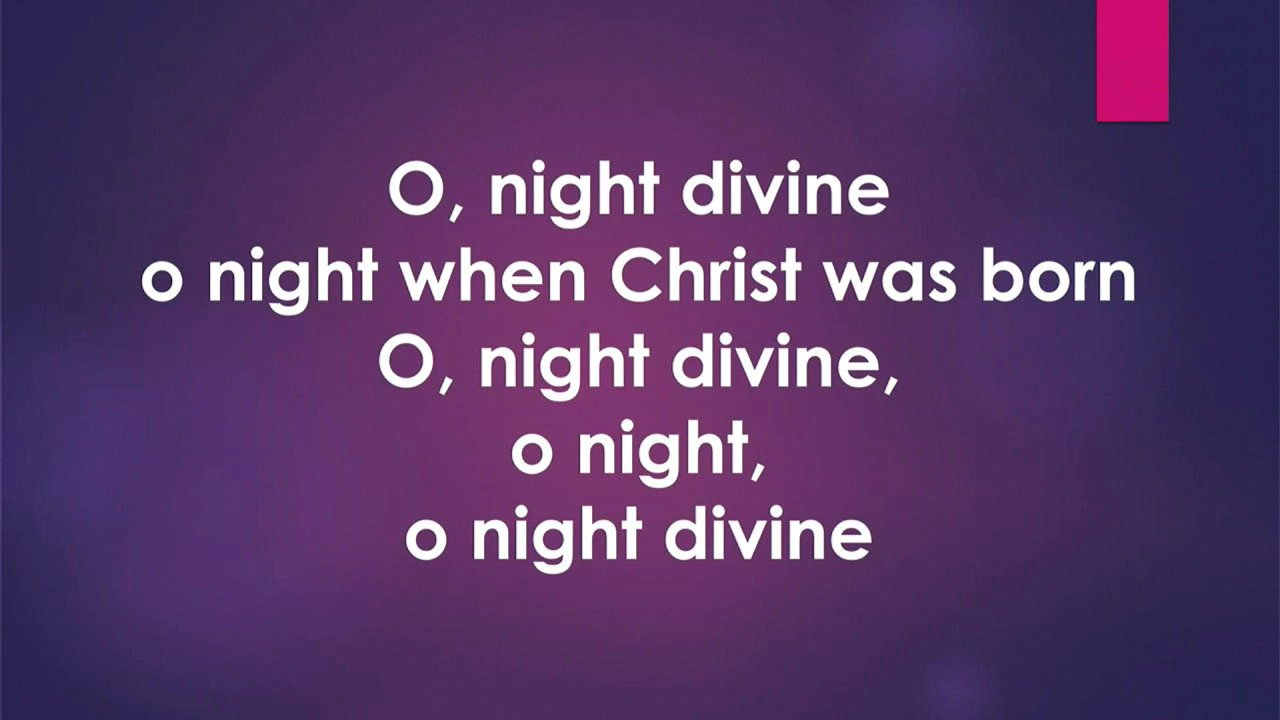 O, night divine
o night when Christ was born
O, night divine,
o night,
o night divine